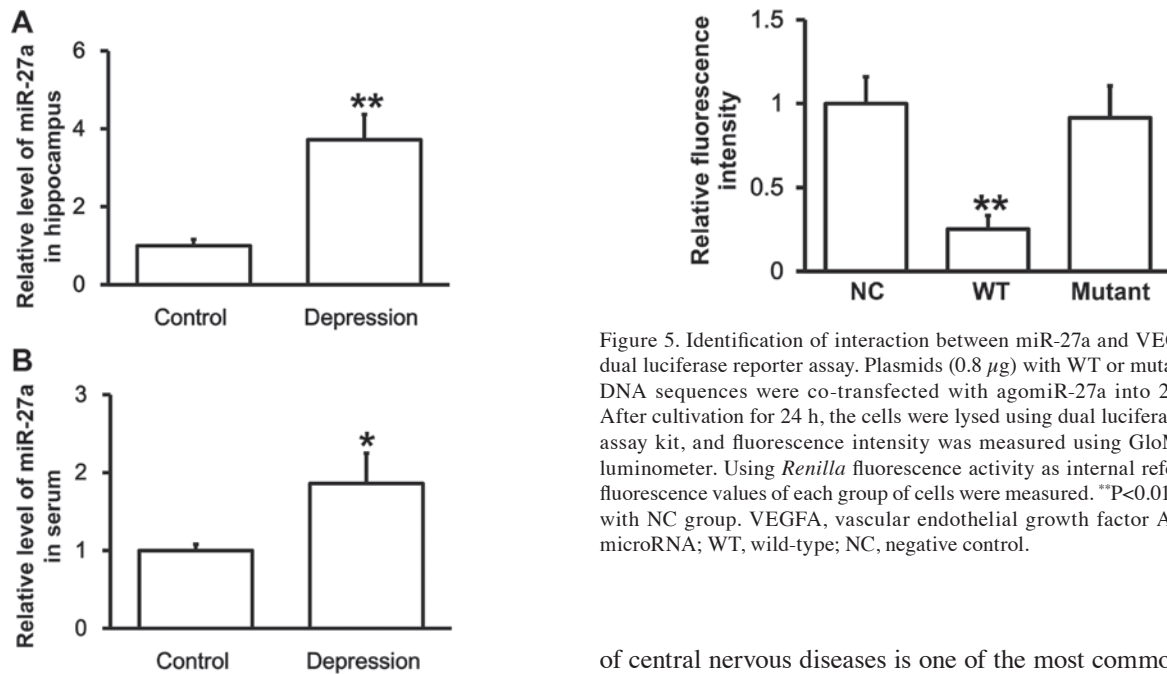 A
Relative level of miR-27a
in hippocampus
6
4
2
0
**
Control Depression
B
Relative level of miR-27a
in serum
3
2
1
0
*
Control Depression
Relative fluorescence
intensity
1.5
1
0.5
0
**
NC WT Mutant
Figure 5. Identification of interaction between miR-27a and VEG
dual luciferase reporter assay. Plasmids (0.8 µg) with WT or muta
DNA sequences were co-transfected with agomiR-27a into 2
After cultivation for 24 h, the cells were lysed using dual lucifera
assay kit, and fluorescence intensity was measured using GloM
luminometer. Using Renilla fluorescence activity as internal refe
fluorescence values of each group of cells were measured. **P<0.01
with NC group. VEGFA, vascular endothelial growth factor A
microRNA; WT, wild-type; NC, negative control.
of central nervous diseases is one of the most commo